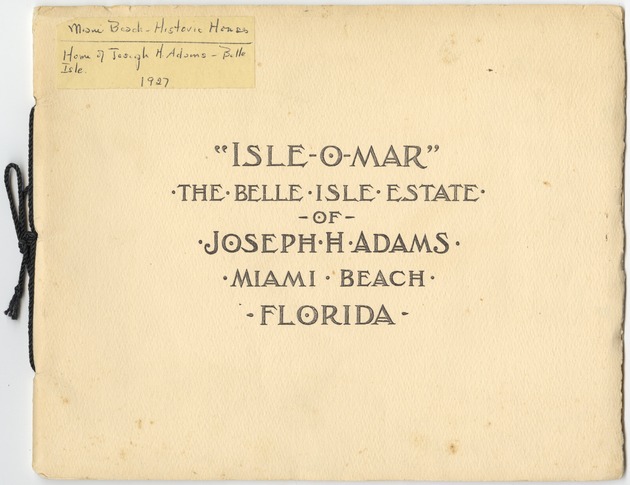 Miami Beach - Historic Homes
Home of Joseph H Adams - Belle
Isle.
1927
"ISLE-O-MAR"
·THE·BELLE·ISLE·ESTATE·
-OF-
·JOSEPH·H·ADAMS·
·MIAMI·BEACH·
-FLORIDA-